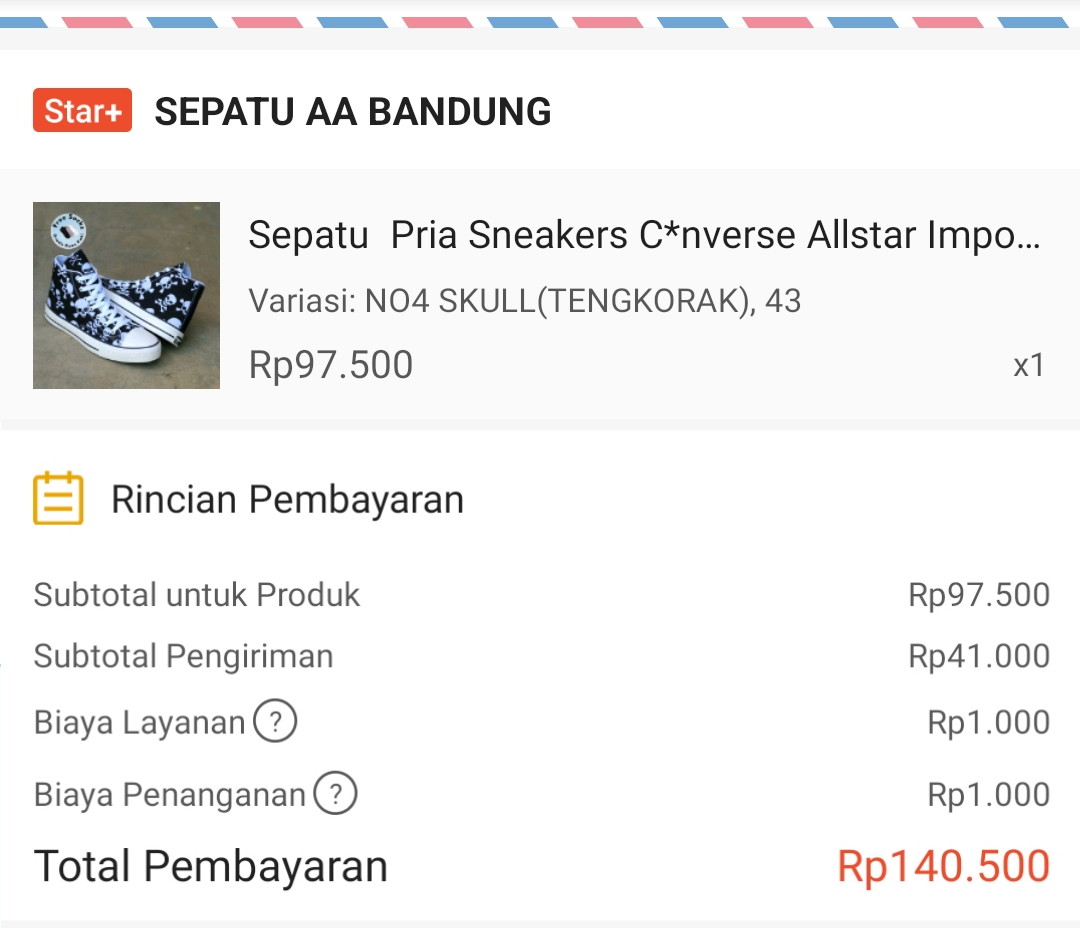 Star+ SEPATU AA BANDUNG
Sepatu Pria Sneakers C*nverse Allstar Impo...
Variasi: NO4 SKULL(TENGKORAK), 43
Rp97.500 x1
Rincian Pembayaran
Subtotal untuk Produk Rp97.500
Subtotal Pengiriman Rp41.000
Biaya Layanan ? Rp1.000
Biaya Penanganan ? Rp1.000
Total Pembayaran Rp140.500